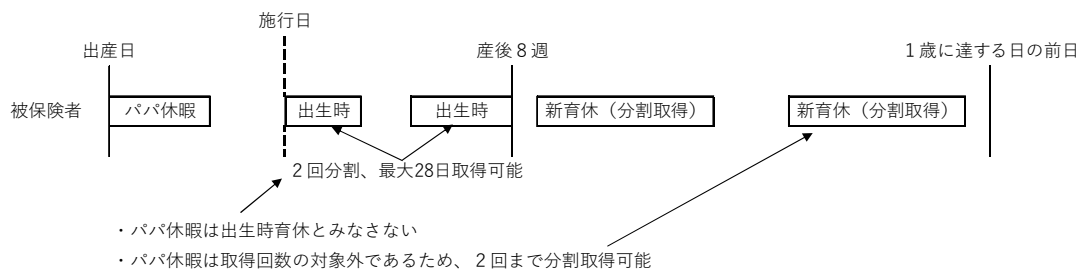 施行日
出産日
産後８週
１歳に達する日の前日
被保険者
パパ休暇
出生時
出生時
新育休（分割取得）
新育休（分割取得）
２回分割、最大28日取得可能
・パパ休暇は出生時育休とみなさない
・パパ休暇は取得回数の対象外であるため、２回まで分割取得可能